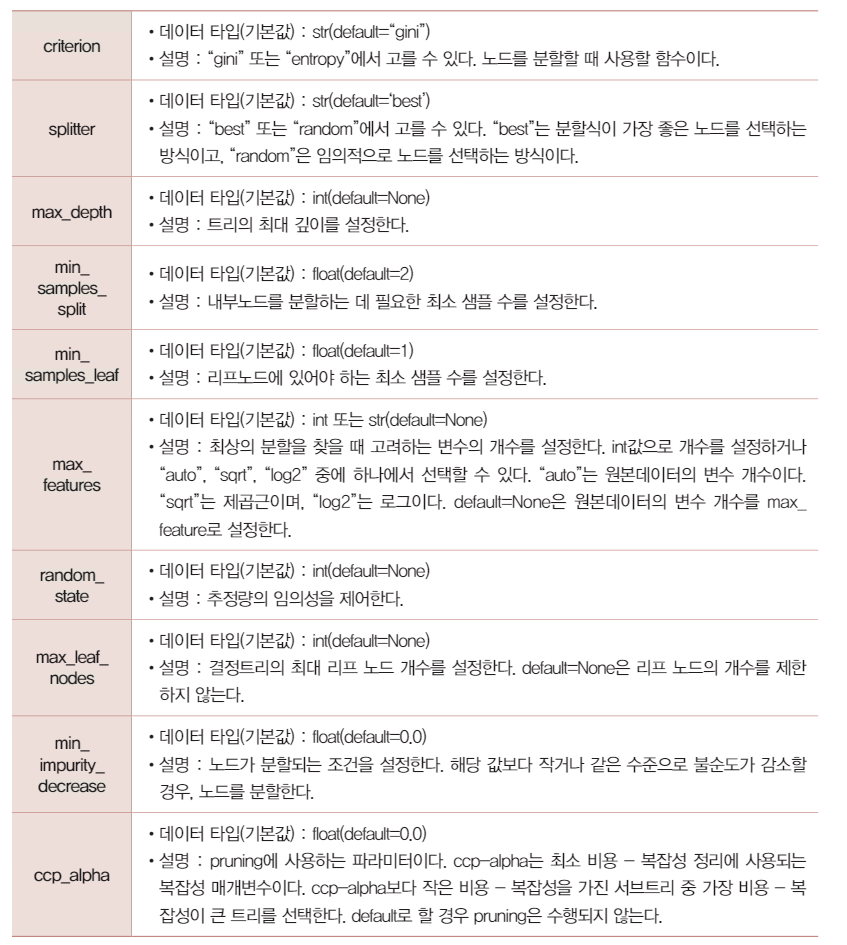 criterion
• 데이터 타입(기본값) : str(default=“gini”)
• 설명 : “gini” 또는 “entropy”에서 고를 수 있다. 노드를 분할할 때 사용할 함수이다.
splitter
• 데이터 타입(기본값) : str(default=‘best’)
• 설명 : “best” 또는 “random”에서 고를 수 있다. “best”는 분할식이 가장 좋은 노드를 선택하는
방식이고, “random”은 임의적으로 노드를 선택하는 방식이다.
max_depth
• 데이터 타입(기본값) : int(default=None)
• 설명 : 트리의 최대 깊이를 설정한다.
min_
samples_
split
• 데이터 타입(기본값) : float(default=2)
• 설명 : 내부노드를 분할하는 데 필요한 최소 샘플 수를 설정한다.
min_
samples_leaf
• 데이터 타입(기본값) : float(default=1)
• 설명 : 리프노드에 있어야 하는 최소 샘플 수를 설정한다.
max_
features
• 데이터 타입(기본값) : int 또는 str(default=None)
• 설명 : 최상의 분할을 찾을 때 고려하는 변수의 개수를 설정한다. int값으로 개수를 설정하거나
“auto”, “sqrt”, “log2” 중에 하나에서 선택할 수 있다. “auto”는 원본데이터의 변수 개수이다.
“sqrt”는 제곱근이며, “log2”는 로그이다. default=None은 원본데이터의 변수 개수를 max_
feature로 설정한다.
random_
state
• 데이터 타입(기본값) : int(default=None)
• 설명 : 추정량의 임의성을 제어한다.
max_leaf_
nodes
• 데이터 타입(기본값) : int(default=None)
• 설명 : 결정트리의 최대 리프 노드 개수를 설정한다. default=None은 리프 노드의 개수를 제한
하지 않는다.
min_
impurity_
decrease
• 데이터 타입(기본값) : float(default=0.0)
• 설명 : 노드가 분할되는 조건을 설정한다. 해당 값보다 작거나 같은 수준으로 불순도가 감소할
경우, 노드를 분할한다.
ccp_alpha
• 데이터 타입(기본값) : float(default=0.0)
• 설명 : pruning에 사용하는 파라미터이다. ccp-alpha는 최소 비용 - 복잡성 정리에 사용되는
복잡성 매개변수이다. ccp-alpha보다 작은 비용 - 복잡성을 가진 서브트리 중 가장 비용 - 복
잡성이 큰 트리를 선택한다. default로 할 경우 pruning은 수행되지 않는다.